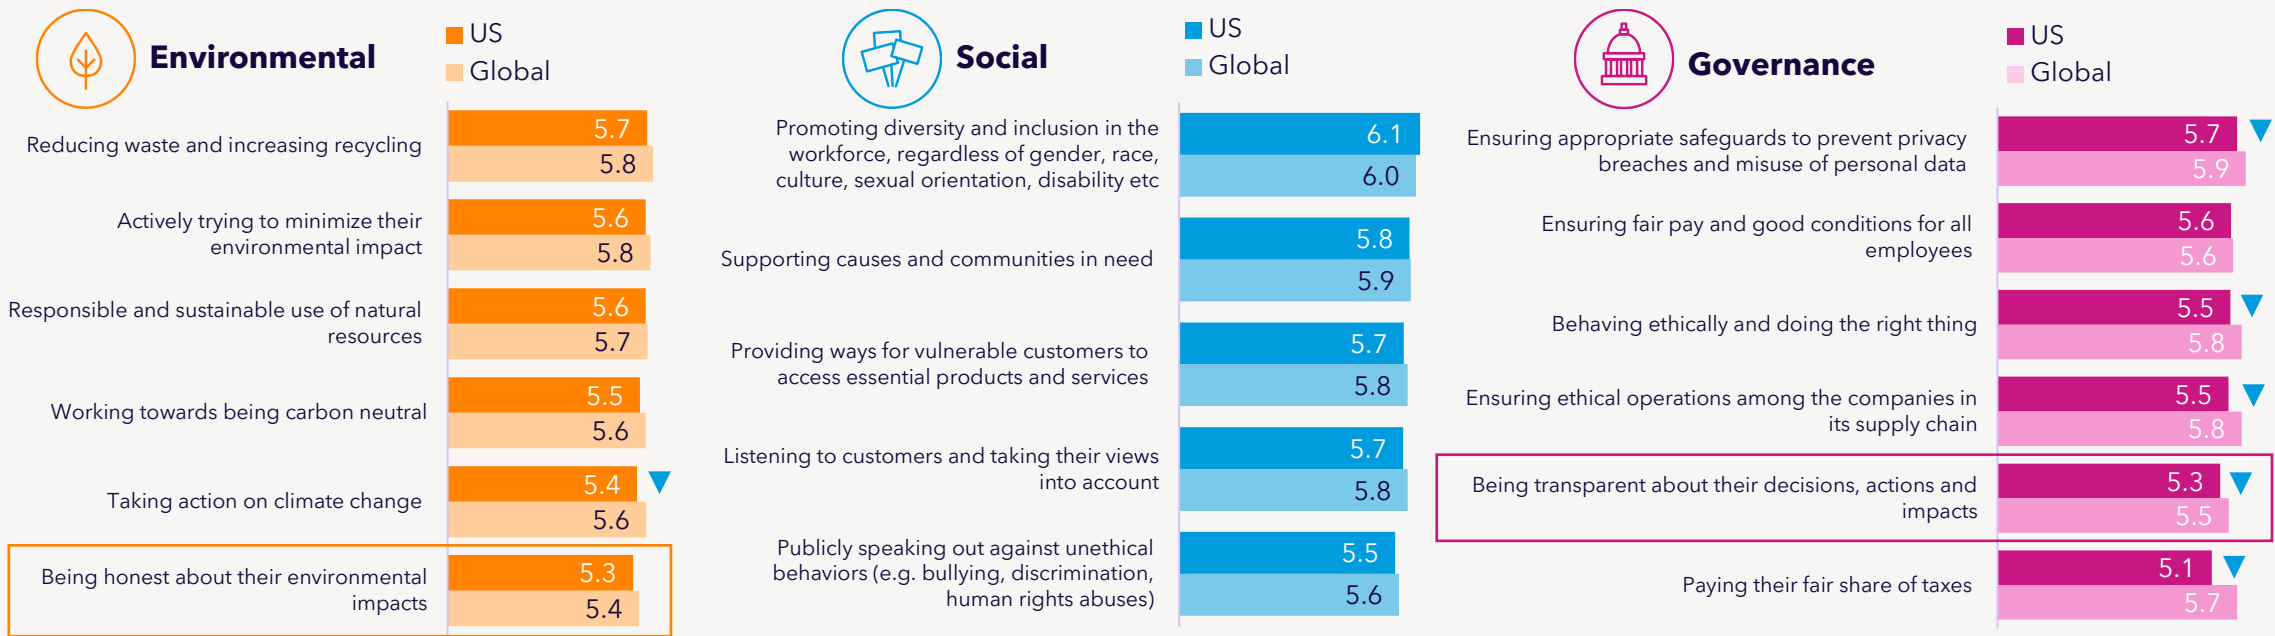 Environmental
US
Global
Reducing waste and increasing recycling
5.7
5.8
Actively trying to minimize their
environmental impact
5.6
5.8
Responsible and sustainable use of natural
resources
5.6
5.7
Working towards being carbon neutral
5.5
5.6
Taking action on climate change
5.4
5.6
Being honest about their environmental
impacts
5.3
5.4
Social
US
Global
Promoting diversity and inclusion in the
workforce, regardless of gender, race,
culture, sexual orientation, disability etc
6.1
6.0
Supporting causes and communities in need
5.8
5.9
Providing ways for vulnerable customers to
access essential products and services
5.7
5.8
Listening to customers and taking their views
into account
5.7
5.8
Publicly speaking out against unethical
behaviors (e.g. bullying, discrimination,
human rights abuses)
5.5
5.6
Governance
US
Global
Ensuring appropriate safeguards to prevent privacy
breaches and misuse of personal data
5.7
5.9
Ensuring fair pay and good conditions for all
employees
5.6
5.6
Behaving ethically and doing the right thing
5.5
5.8
Ensuring ethical operations among the companies in
its supply chain
5.5
5.8
Being transparent about their decisions, actions and
impacts
5.3
5.5
Paying their fair share of taxes
5.1
5.7